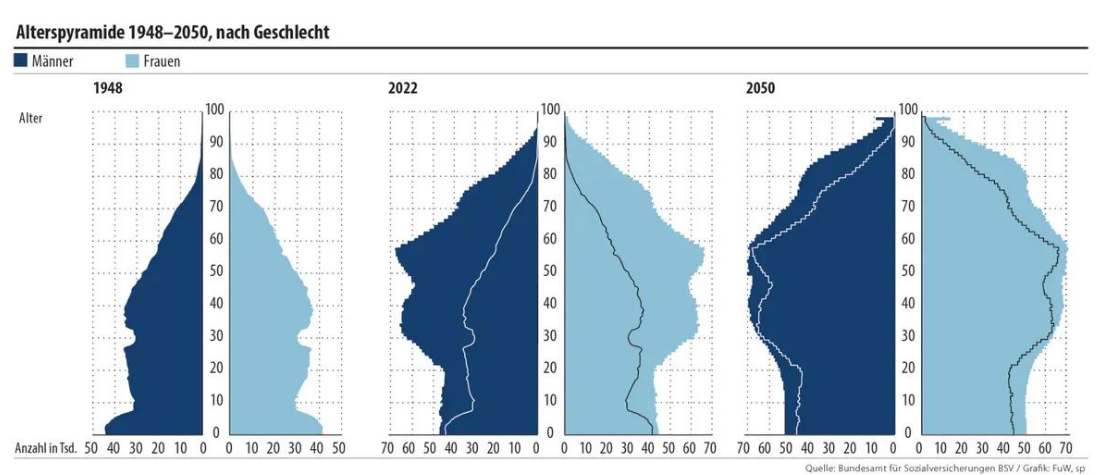 Alterspyramide 1948–2050, nach Geschlecht
Männer Frauen
1948 2022 2050
Alter
100 100 100
90 90 90
80 80 80
70 70 70
60 60 60
50 50 50
40 40 40
30 30 30
20 20 20
10 10 10
0 0 0
Anzahl in Tsd. 50 40 30 20 10 0 0 10 20 30 40 50 70 60 50 40 30 20 10 0 0 10 20 30 40 50 60 70 70 60 50 40 30 20 10 0 0 10 20 30 40 50 60 70
Quelle: Bundesamt für Sozialversicherungen BSV / Grafik: FuW, sp